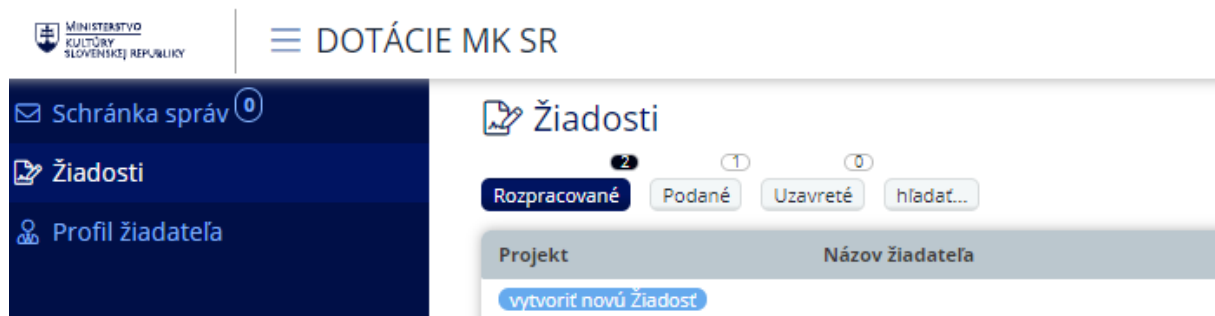 MINISTERSTVO
KULTÚRY
SLOVENSKEJ REPUBLIKY
DOTÁCIE MK SR
Schránka správ 0
Žiadosti
Profil žiadateľa
Žiadosti
2 1 0
Rozpracované Podané Uzavreté hľadať...
Projekt Názov žiadateľa
vytvoriť novú Žiadosť